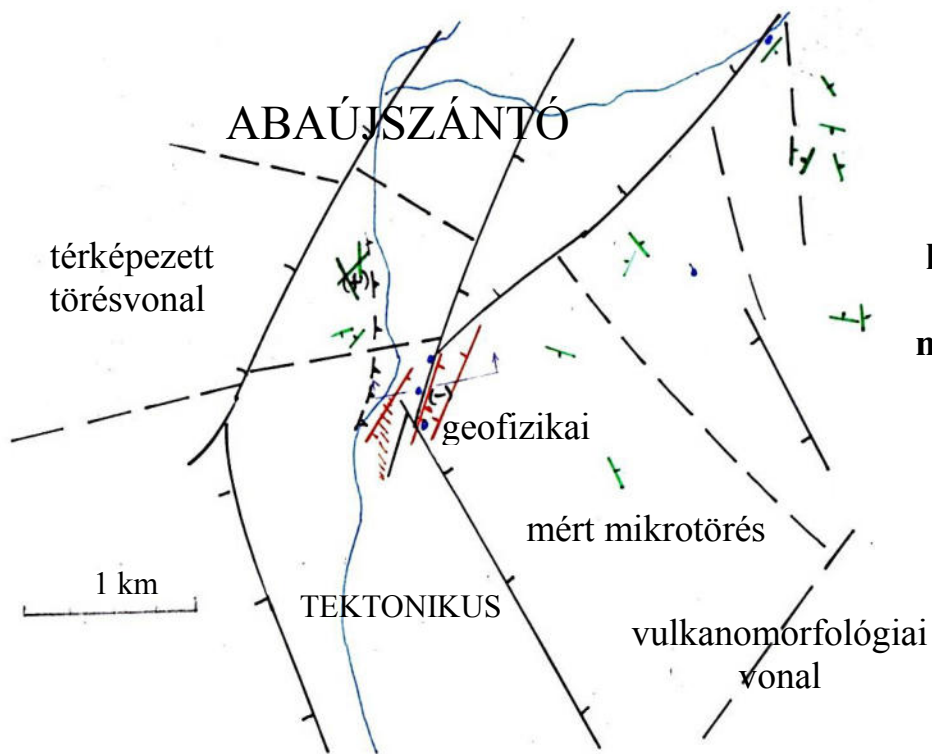 ABAÚJSZÁNTÓ
térképezett
törésvonal
(+)
(-)
geofizikai
mért mikrotörés
1 km
TEKTONIKUS
vulkanomorfológiai
vonal